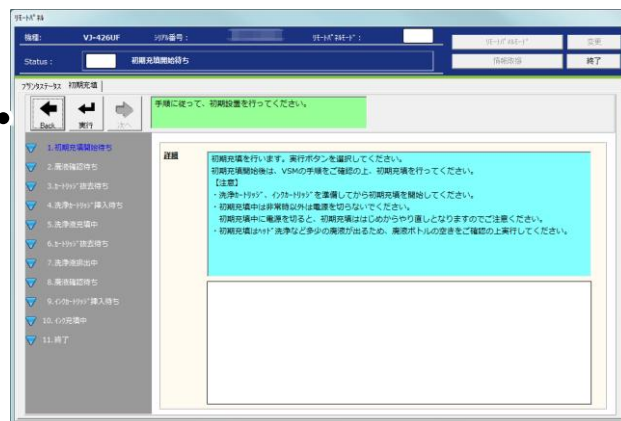 リモートパネル
機種:
VJ-426UF
シリアル番号:
リモートパネルモード:
リモートパネルモード
変更
Status:
初期充填開始待ち
情報取得
終了
プリンタステータス
初期充填
手順に従って、初期設置を行ってください。
Back
実行
次へ
1.初期充填開始待ち
2.廃液確認待ち
3.カートリッジ抜去待ち
4.洗浄カートリッジ挿入待ち
5.洗浄液充填中
6.カートリッジ抜去待ち
7.洗浄液排出中
8.廃液確認待ち
9.インクカートリッジ挿入待ち
10.インク充填中
11.終了
詳細
初期充填を行います。実行ボタンを選択してください。
初期充填開始後は、VSMの手順をご確認の上、初期充填を行ってください。
【注意】
・洗浄カートリッジ、インクカートリッジを準備してから初期充填を開始してください。
・初期充填中は非常時以外は電源を切らないでください。
初期充填中に電源を切ると、初期充填ははじめからやり直しとなりますのでご注意ください。
・初期充填はヘッド洗浄など多少の廃液が出るため、廃液ボトルの空きをご確認の上実行してください。